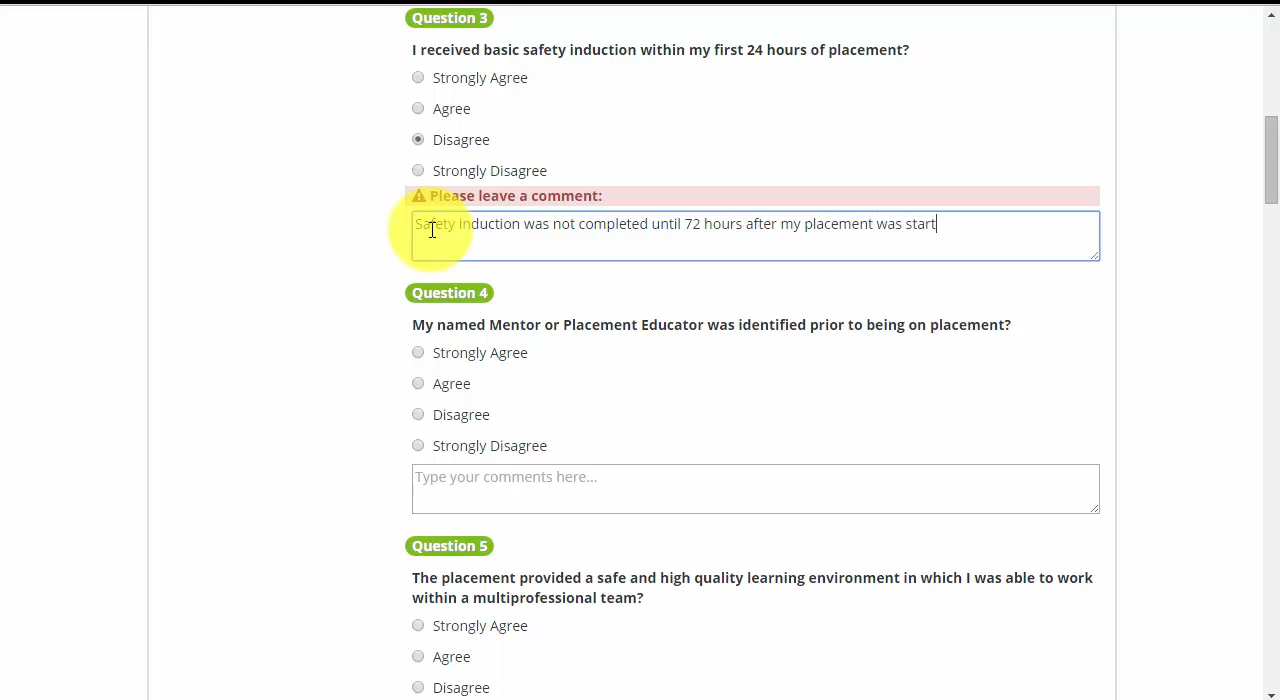 Question 3
I received basic safety induction within my first 24 hours of placement?
Strongly Agree
Agree
Disagree
Strongly Disagree
Please leave a comment:
Safety induction was not completed until 72 hours after my placement was start
Question 4
My named Mentor or Placement Educator was identified prior to being on placement?
Strongly Agree
Agree
Disagree
Strongly Disagree
Type your comments here...
Question 5
The placement provided a safe and high quality learning environment in which I was able to work
within a multiprofessional team?
Strongly Agree
Agree
Disagree